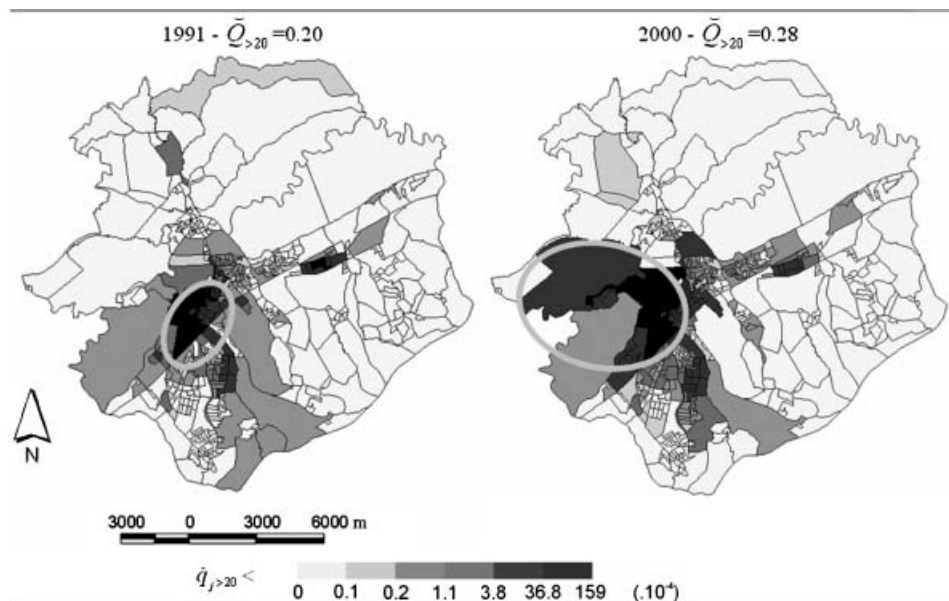 1991 - Q̆>20 =0.20
2000 - Q̆>20 =0.28
N
3000 0 3000 6000 m
q̂j>20 <
0 0.1 0.2 1.1 3.8 36.8 159 (.10⁻⁴)